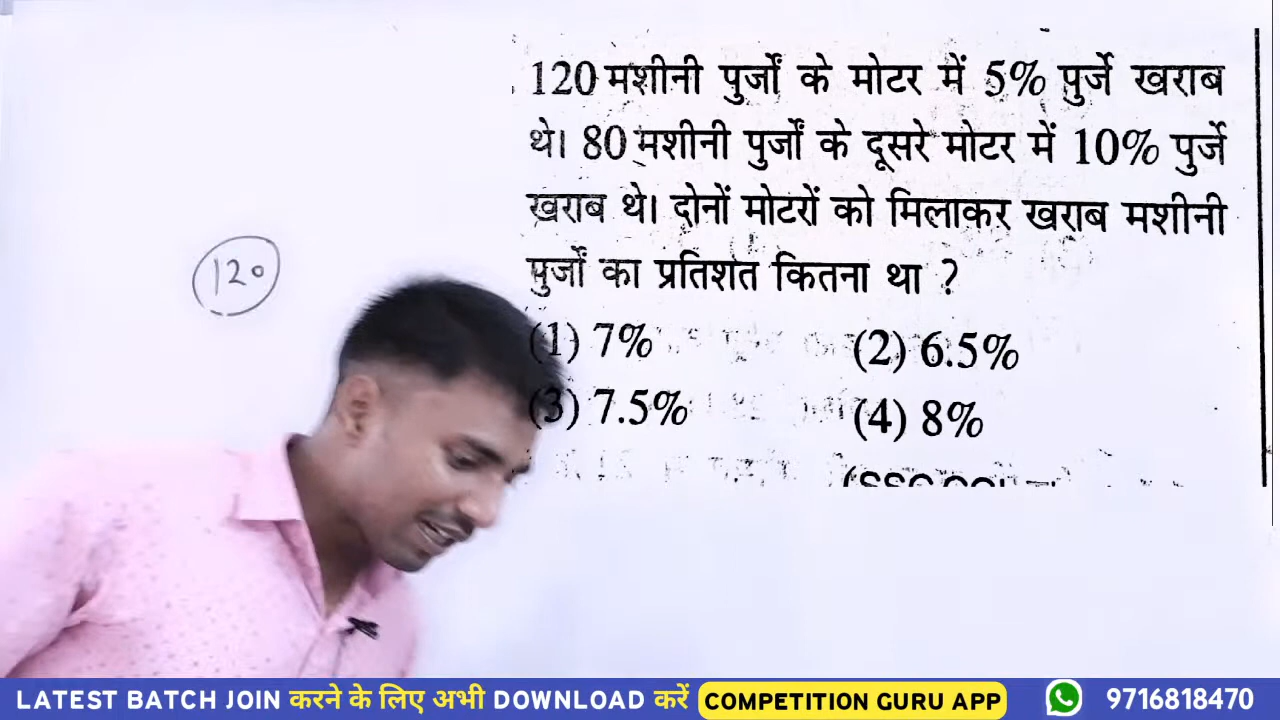 120 मशीनी पुर्जों के मोटर में 5% पुर्जे खराब
थे। 80 मशीनी पुर्जों के दूसरे मोटर में 10% पुर्जे
खराब थे। दोनों मोटरों को मिलाकर खराब मशीनी
पुर्जों का प्रतिशत कितना था ?
(1) 7% (2) 6.5%
(3) 7.5% (4) 8%
120
LATEST BATCH JOIN करने के लिए अभी DOWNLOAD करें COMPETITION GURU APP 9716818470